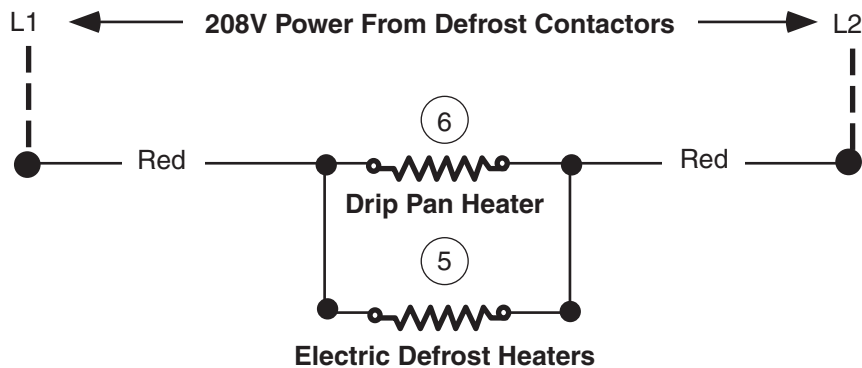 L1 208V Power From Defrost Contactors L2
6
Red Red
Drip Pan Heater
5
Electric Defrost Heaters